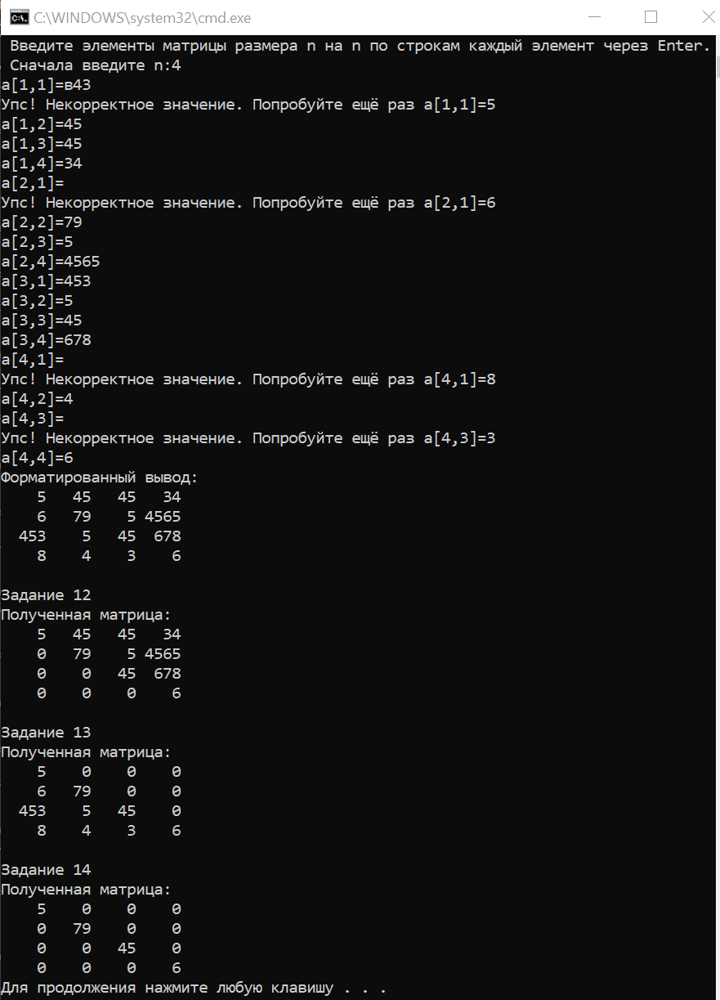 C:\WINDOWS\system32\cmd.exe
Введите элементы матрицы размера n на n по строкам каждый элемент через Enter.
Сначала введите n:4
a[1,1]=в43
Упс! Некорректное значение. Попробуйте ещё раз a[1,1]=5
a[1,2]=45
a[1,3]=45
a[1,4]=34
a[2,1]=
Упс! Некорректное значение. Попробуйте ещё раз a[2,1]=6
a[2,2]=79
a[2,3]=5
a[2,4]=4565
a[3,1]=453
a[3,2]=5
a[3,3]=45
a[3,4]=678
a[4,1]=
Упс! Некорректное значение. Попробуйте ещё раз a[4,1]=8
a[4,2]=4
a[4,3]=
Упс! Некорректное значение. Попробуйте ещё раз a[4,3]=3
a[4,4]=6
Форматированный вывод:
    5   45   45   34
    6   79    5 4565
  453    5   45  678
    8    4    3    6

Задание 12
Полученная матрица:
    5   45   45   34
    0   79    5 4565
    0    0   45  678
    0    0    0    6

Задание 13
Полученная матрица:
    5    0    0    0
    6   79    0    0
  453    5   45    0
    8    4    3    6

Задание 14
Полученная матрица:
    5    0    0    0
    0   79    0    0
    0    0   45    0
    0    0    0    6
Для продолжения нажмите любую клавишу . . .